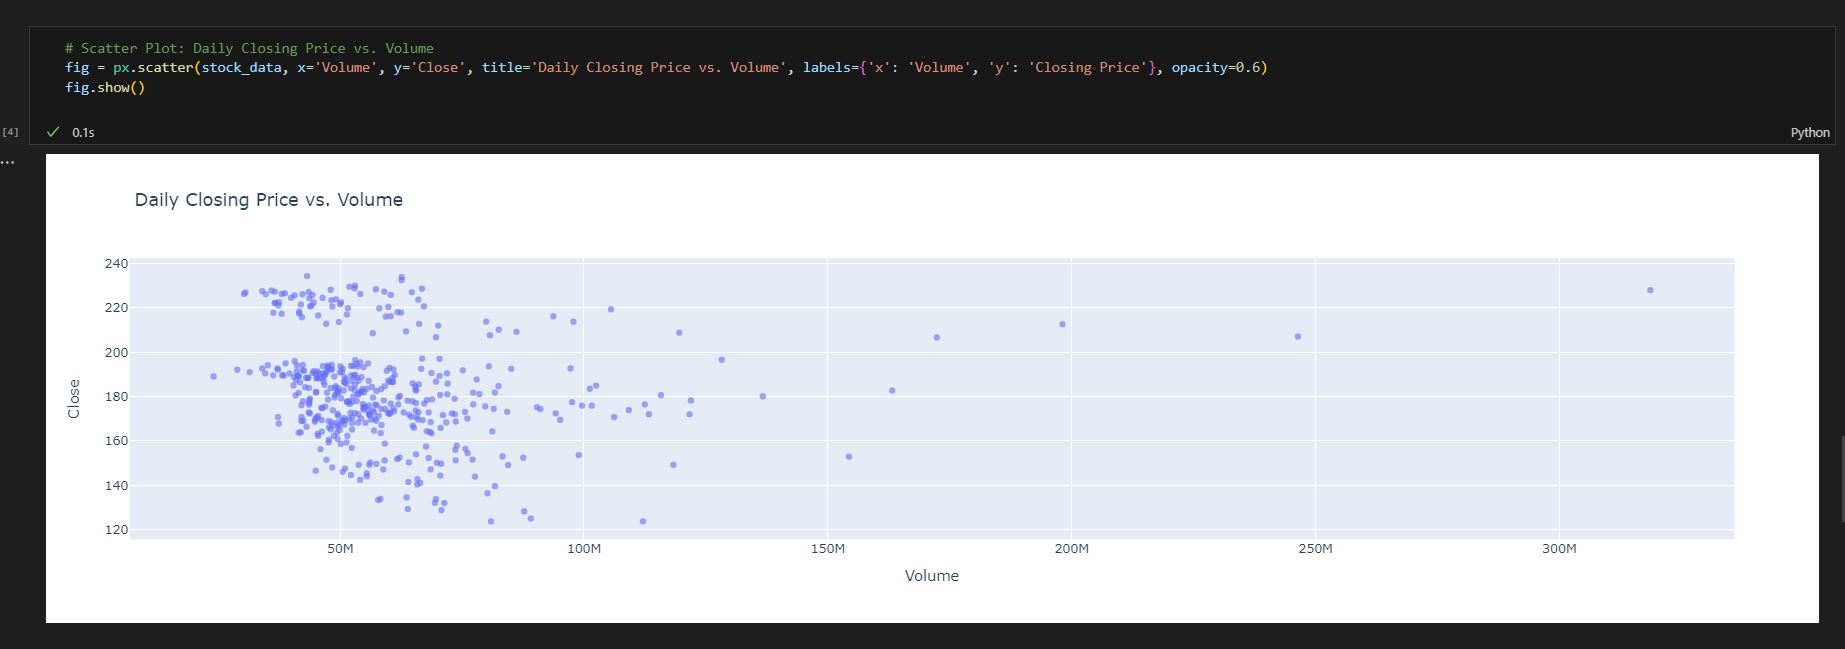 # Scatter Plot: Daily Closing Price vs. Volume
fig = px.scatter(stock_data, x='Volume', y='Close', title='Daily Closing Price vs. Volume', labels={'x': 'Volume', 'y': 'Closing Price'}, opacity=0.6)
fig.show()
[4]
0.1s
Python
...
Daily Closing Price vs. Volume
240
220
200
180
160
140
120
Close
50M 100M 150M 200M 250M 300M
Volume